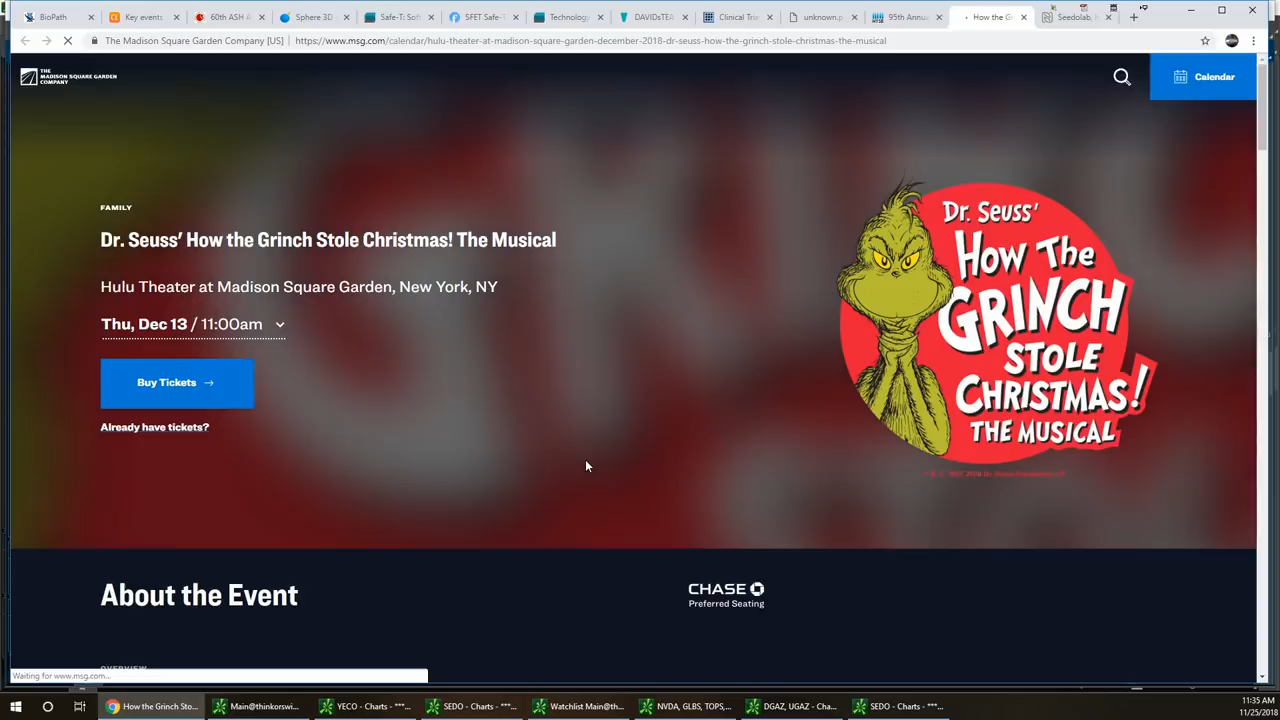 BioPath
Key events
60th ASH A
Sphere 3D
Safe-T: Soft
SFET Safe-T
Technology
DAVIDsTEA
Clinical Tria
unknown.p
95th Annu
How the G
Seedolab, K
The Madison Square Garden Company [US] | https://www.msg.com/calendar/hulu-theater-at-madison-square-garden-december-2018-dr-seuss-how-the-grinch-stole-christmas-the-musical
THE
MADISON SQUARE GARDEN
COMPANY
Calendar
FAMILY
Dr. Seuss' How the Grinch Stole Christmas! The Musical
Hulu Theater at Madison Square Garden, New York, NY
Thu, Dec 13 / 11:00am
Buy Tickets →
Already have tickets?
Dr. Seuss'
How The
GRINCH
STOLE
CHRISTMAS!
THE MUSICAL
About the Event
CHASE
Preferred Seating
OVERVIEW
Waiting for www.msg.com...
How the Grinch Sto...
Main@thinkorswi...
YECO - Charts - ***...
SEDO - Charts - ***...
Watchlist Main@th...
NVDA, GLBS, TOPS,...
DGAZ, UGAZ - Cha...
SEDO - Charts - ***...
11:35 AM
11/25/2018